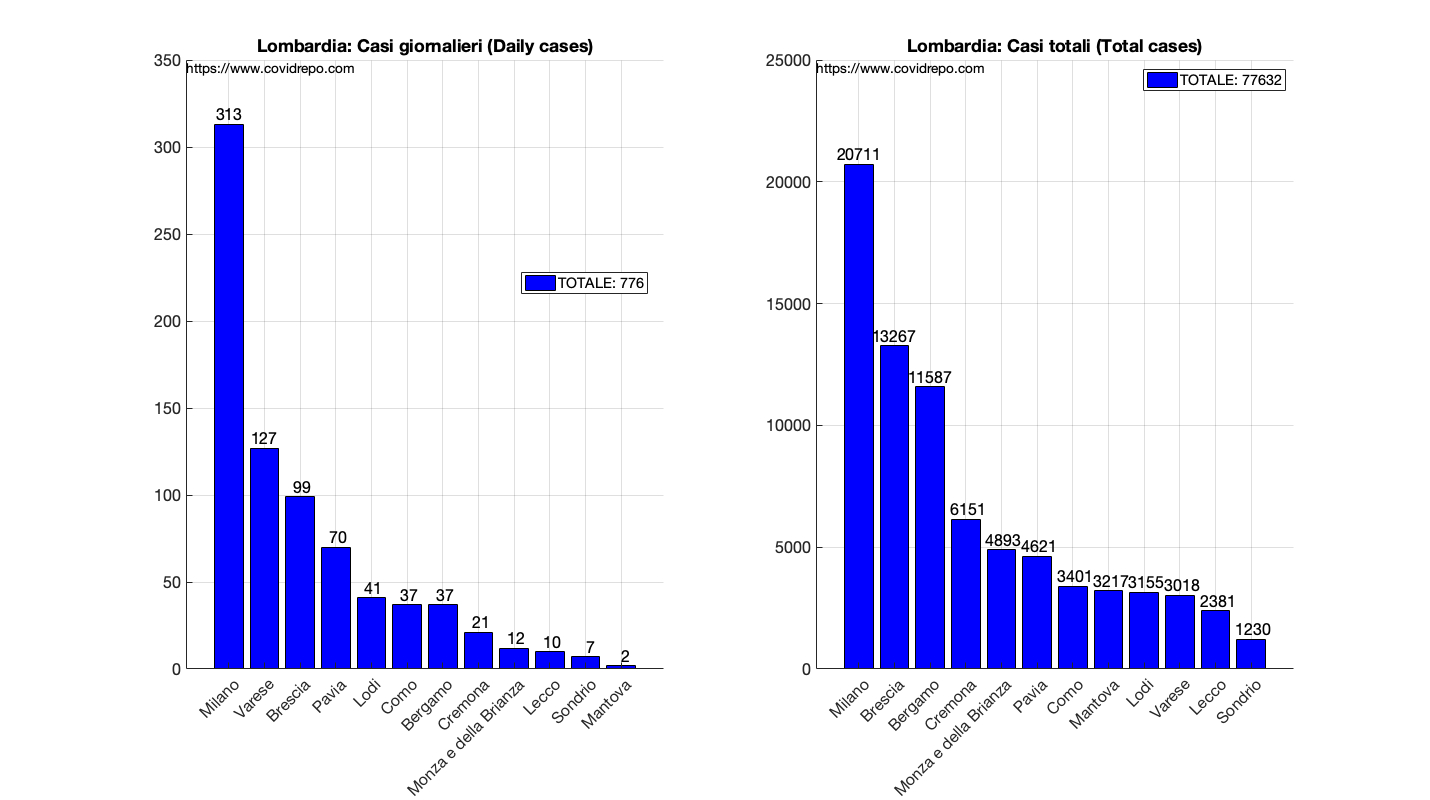 Lombardia: Casi giornalieri (Daily cases)
https://www.covidrepo.com
350
300
250
200
150
100
50
0
TOTALE: 776
313
127
99
70
41
37
37
21
12
10
7
2
Milano
Varese
Brescia
Pavia
Lodi
Como
Bergamo
Cremona
Monza e della Brianza
Lecco
Sondrio
Mantova
Lombardia: Casi totali (Total cases)
https://www.covidrepo.com
TOTALE: 77632
25000
20000
15000
10000
5000
0
20711
13267
11587
6151
4893
4621
3401
3217
3155
3018
2381
1230
Milano
Brescia
Bergamo
Cremona
Monza e della Brianza
Pavia
Como
Mantova
Lodi
Varese
Lecco
Sondrio